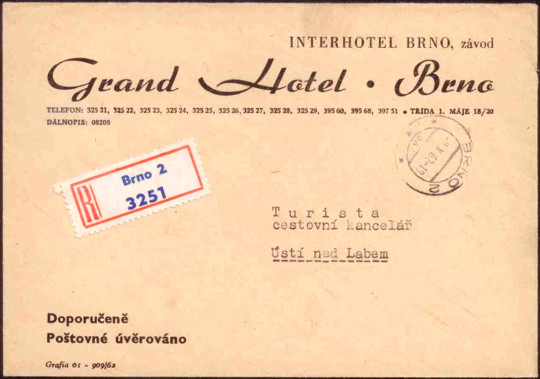 INTERHOTEL BRNO, závod
Grand Hotel • Brno
TELEFON: 325 21, 325 22, 325 23, 325 24, 325 25, 325 26, 325 27, 325 28, 325 29, 395 60, 395 68, 397 51 • TŘÍDA 1. MÁJE 18/20
DÁLNOPIS: 08208
BRNO 2
R
Brno 2
3251
Turista
cestovní kancelář
Ústí nad Labem
Doporučeně
Poštovné úvěrováno
Grafia 01 - 909/62